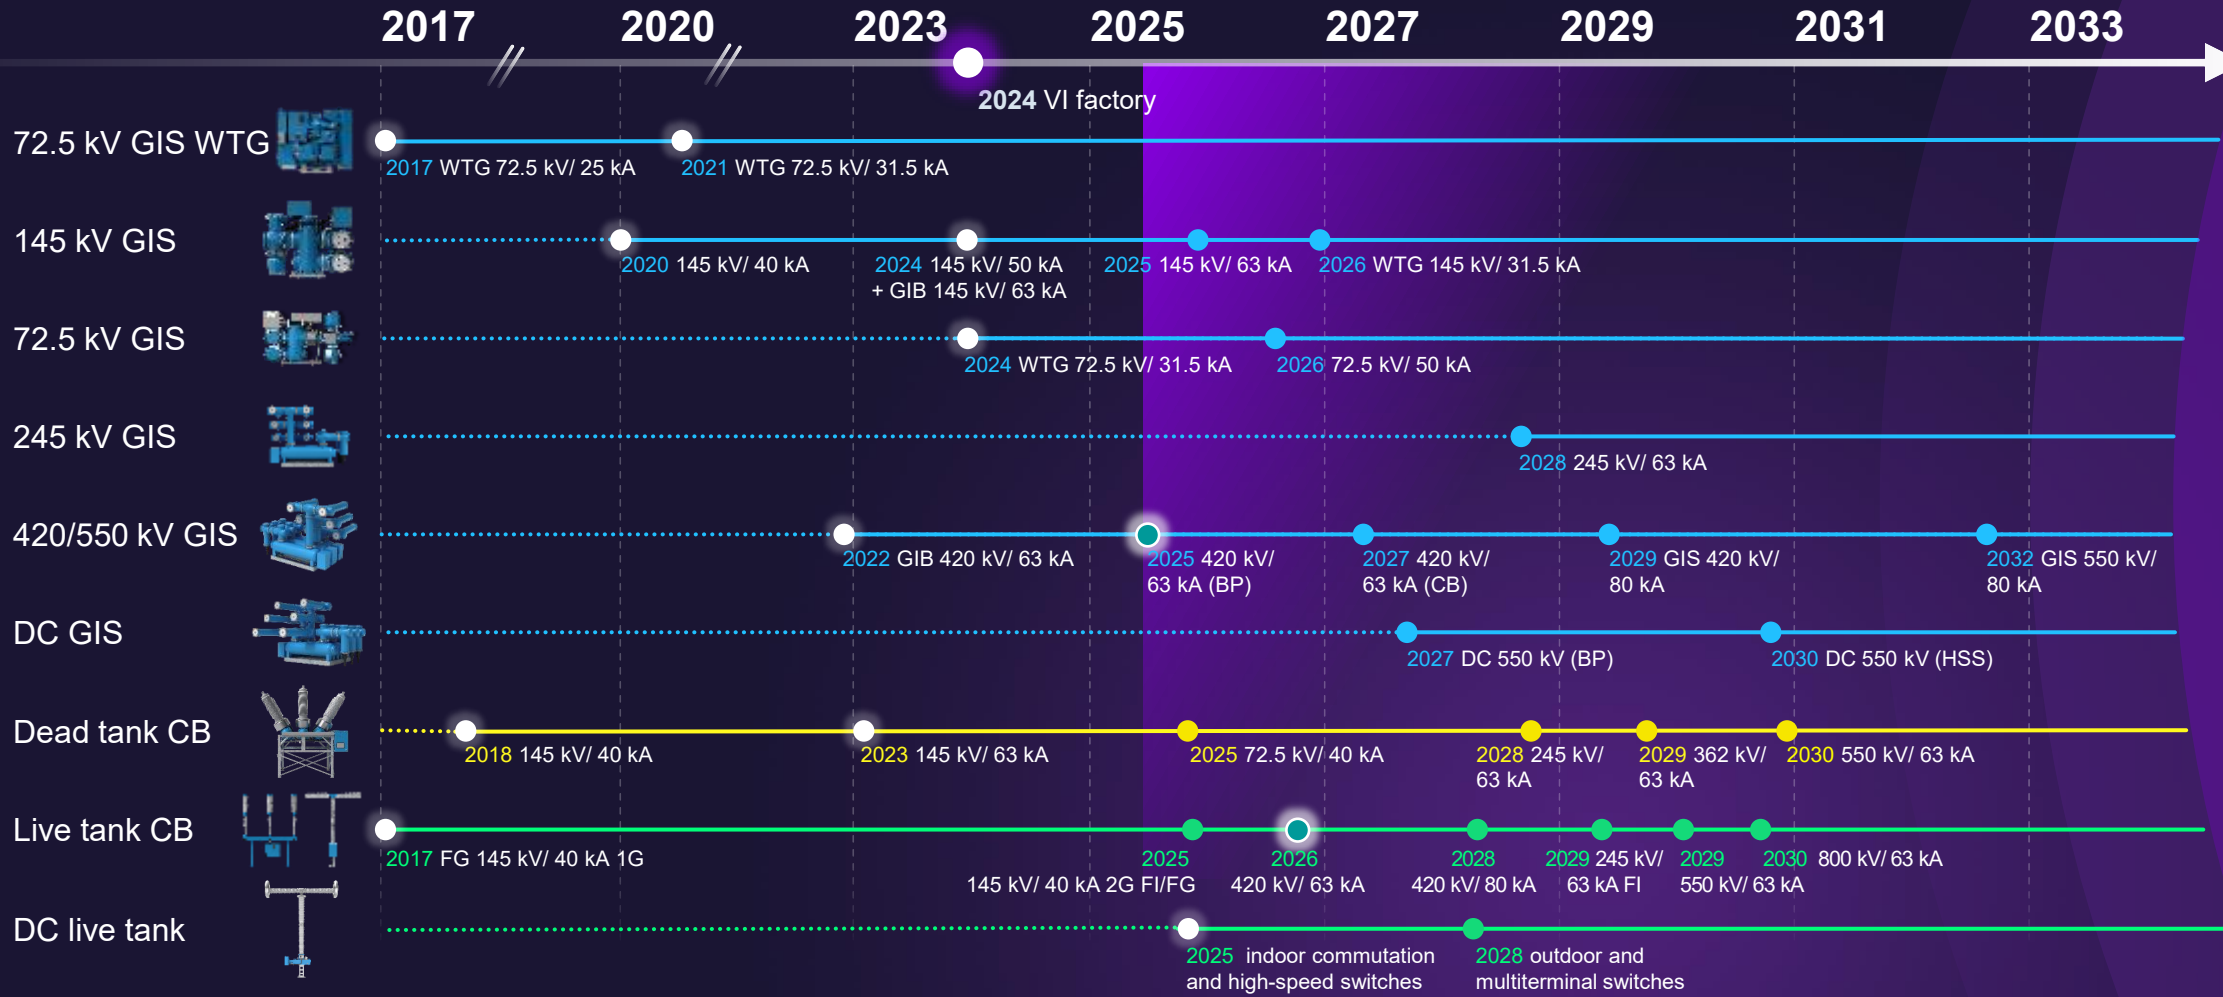 2017 2020 2023 2025 2027 2029 2031 2033
2024 VI factory
72.5 kV GIS WTG
2017 WTG 72.5 kV/ 25 kA
2021 WTG 72.5 kV/ 31.5 kA
145 kV GIS
2020 145 kV/ 40 kA
2024 145 kV/ 50 kA
+ GIB 145 kV/ 63 kA
2025 145 kV/ 63 kA
2026 WTG 145 kV/ 31.5 kA
72.5 kV GIS
2024 WTG 72.5 kV/ 31.5 kA
2026 72.5 kV/ 50 kA
245 kV GIS
2028 245 kV/ 63 kA
420/550 kV GIS
2022 GIB 420 kV/ 63 kA
2025 420 kV/
63 kA (BP)
2027 420 kV/
63 kA (CB)
2029 GIS 420 kV/
80 kA
2032 GIS 550 kV/
80 kA
DC GIS
2027 DC 550 kV (BP)
2030 DC 550 kV (HSS)
Dead tank CB
2018 145 kV/ 40 kA
2023 145 kV/ 63 kA
2025 72.5 kV/ 40 kA
2028 245 kV/
63 kA
2029 362 kV/
63 kA
2030 550 kV/ 63 kA
Live tank CB
2017 FG 145 kV/ 40 kA 1G
2025
145 kV/ 40 kA 2G FI/FG
2026
420 kV/ 63 kA
2028
420 kV/ 80 kA
2029 245 kV/
63 kA FI
2029
550 kV/ 63 kA
2030 800 kV/ 63 kA
DC live tank
2025 indoor commutation
and high-speed switches
2028 outdoor and
multiterminal switches